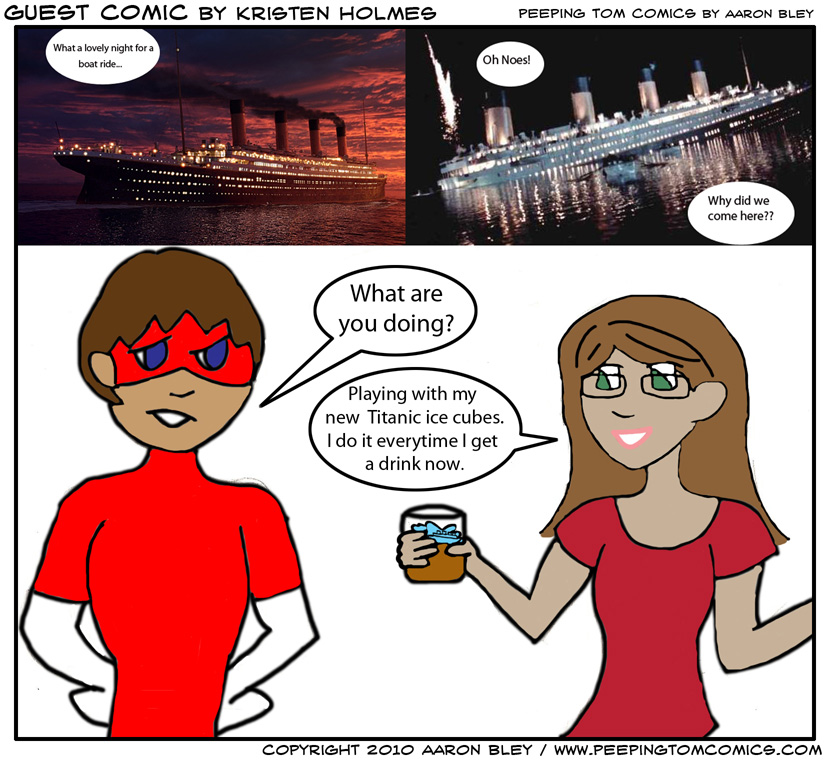 GUEST COMIC BY KRISTEN HOLMES
PEEPING TOM COMICS BY AARON BLEY
What a lovely night for a
boat ride...
Oh Noes!
Why did we
come here??
What are
you doing?
Playing with my
new Titanic ice cubes.
I do it everytime I get
a drink now.
COPYRIGHT 2010 AARON BLEY / WWW.PEEPINGTOMCOMICS.COM